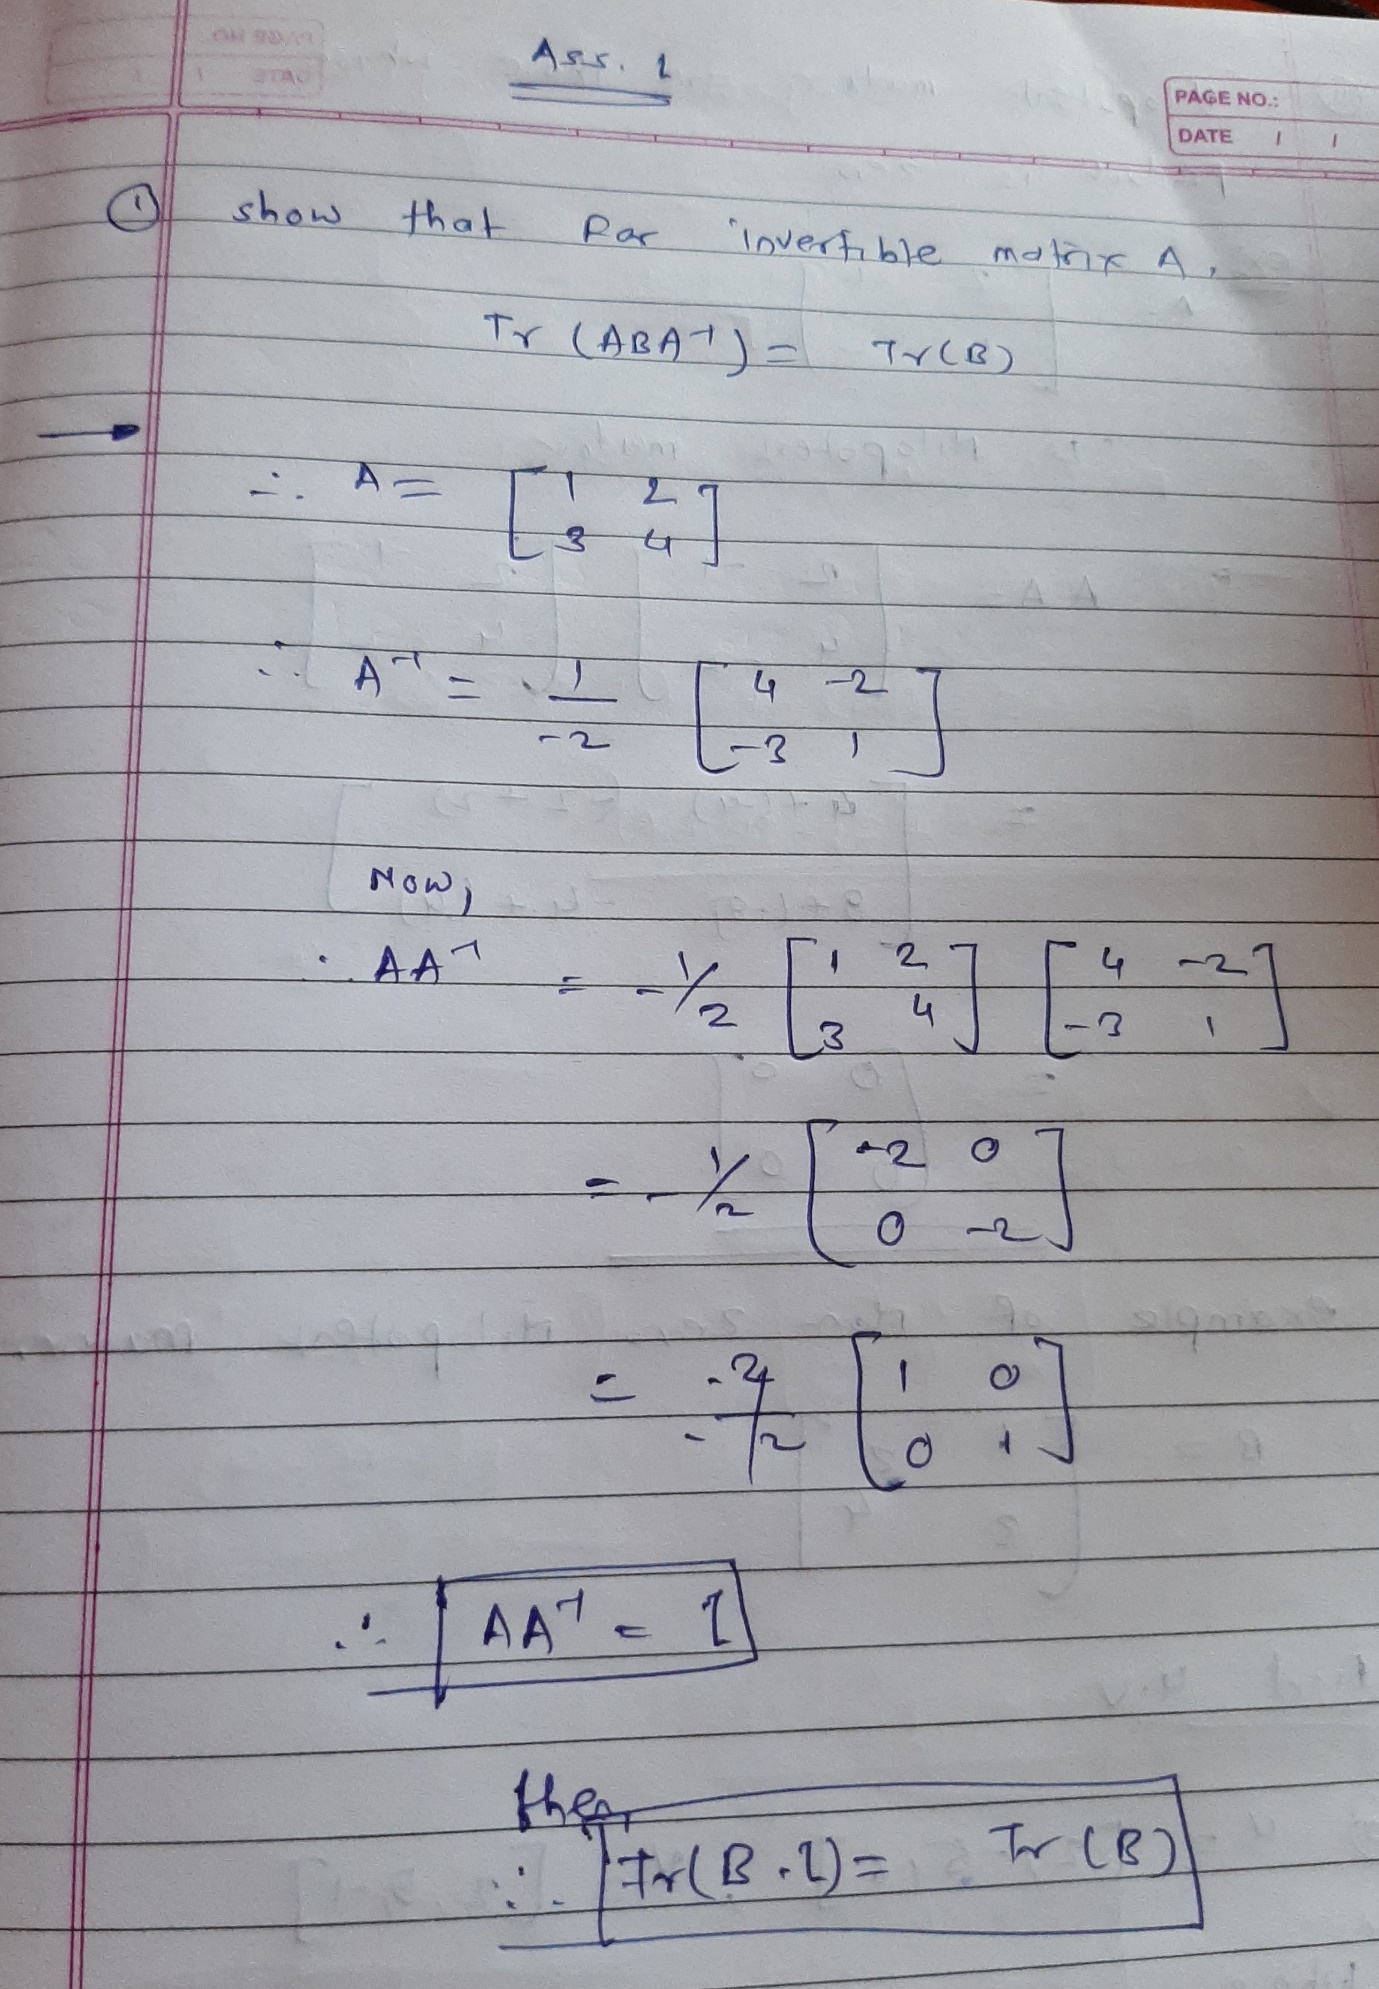 Ass. 1
PAGE NO.:
DATE / /
① show that for invertible matrix A,
Tr (ABA⁻¹) = Tr(B)
→
∴ A = [1 2
3 4]
∴ A⁻¹ = 1/-2 [4 -2
-3 1]
Now,
∴ AA⁻¹ = -1/2 [1 2 [4 -2
3 4] -3 1]
= -1/2 [-2 0
0 -2]
= -2/-2 [1 0
0 1]
∴ AA⁻¹ = I
then,
∴ Tr(B.I) = Tr (B)